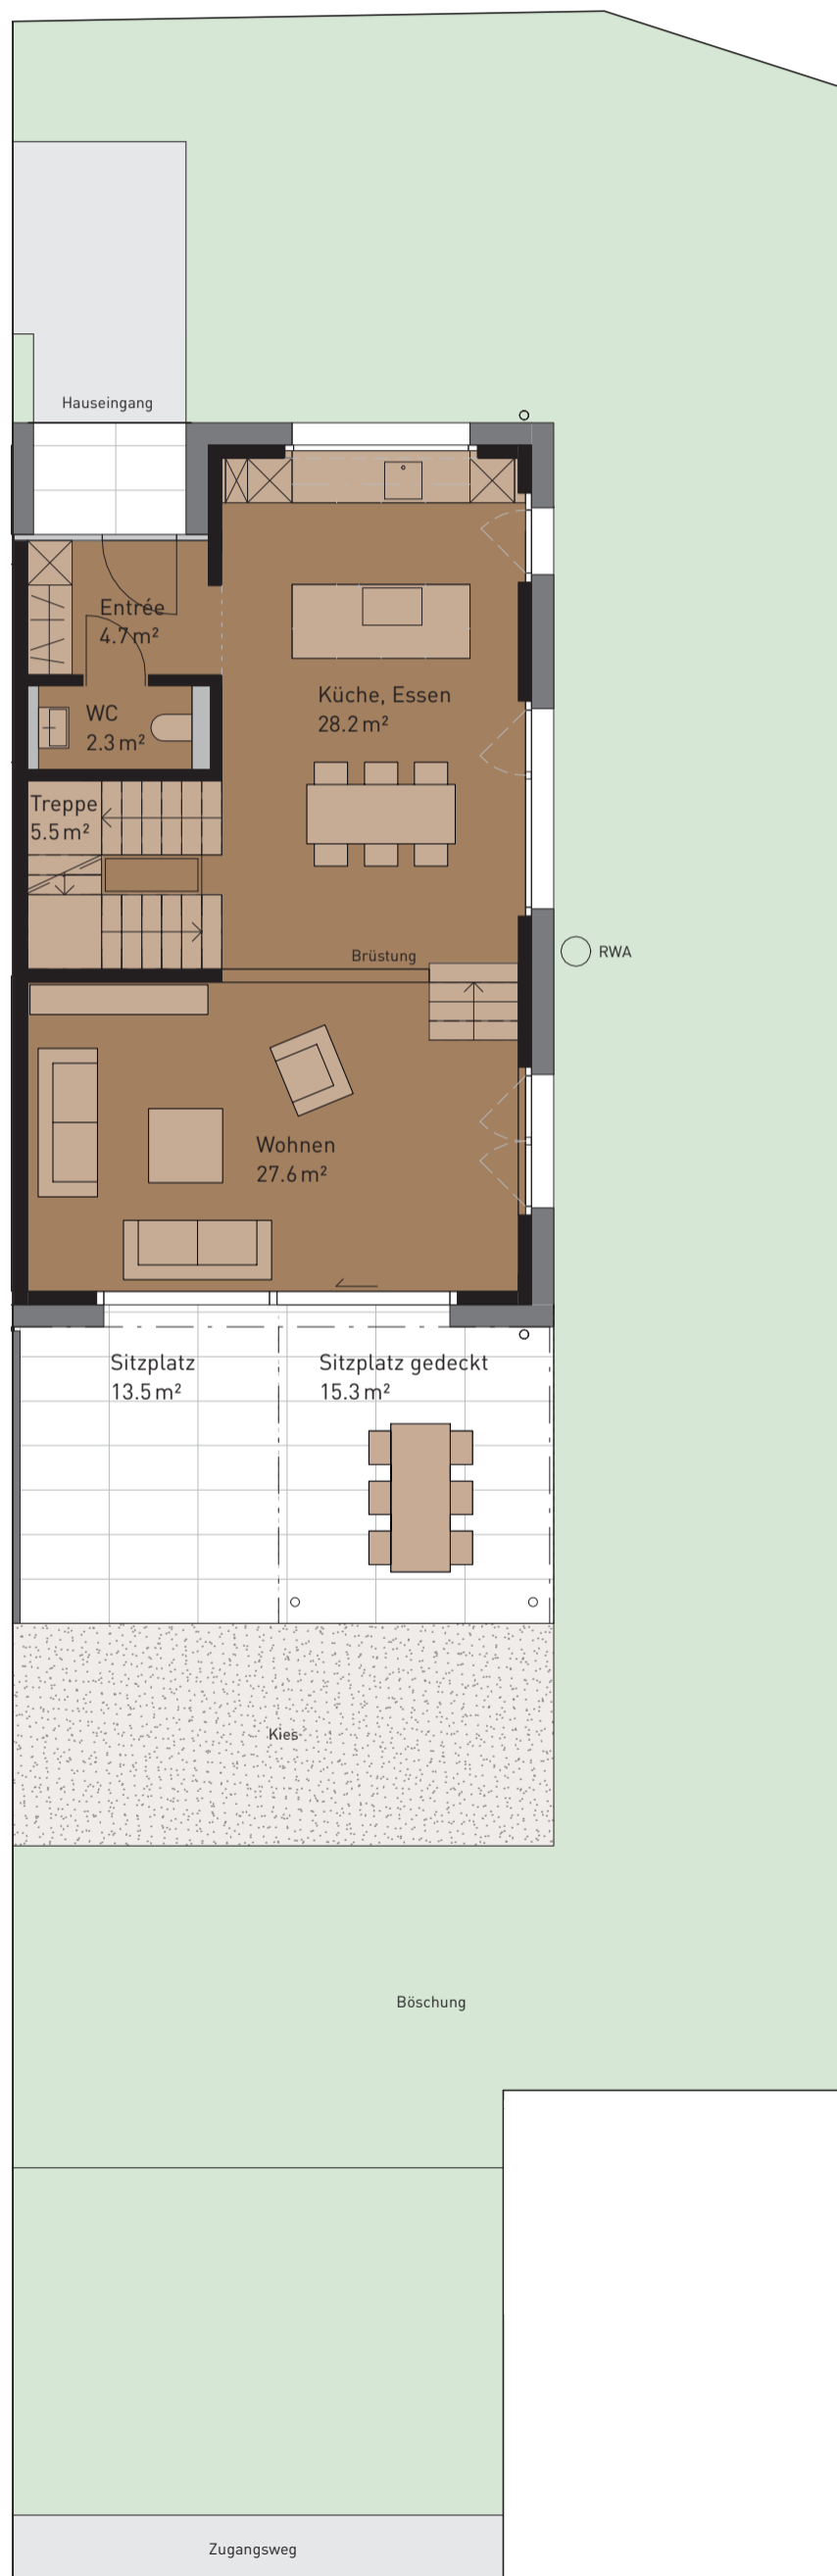 Hauseingang
Entrée
4.7 m²
Küche, Essen
28.2 m²
WC
2.3 m²
Treppe
5.5 m²
Brüstung
RWA
Wohnen
27.6 m²
Sitzplatz
13.5 m²
Sitzplatz gedeckt
15.3 m²
Kies
Böschung
Zugangsweg